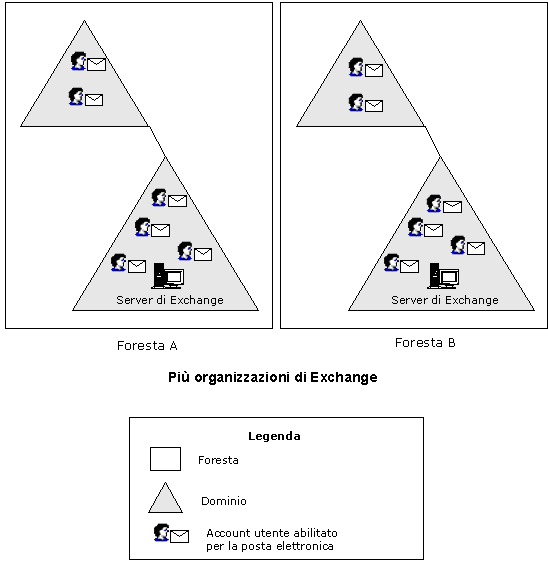 Server di Exchange
Server di Exchange
Foresta A
Foresta B
Più organizzazioni di Exchange
Legenda
Foresta
Dominio
Account utente abilitato
per la posta elettronica